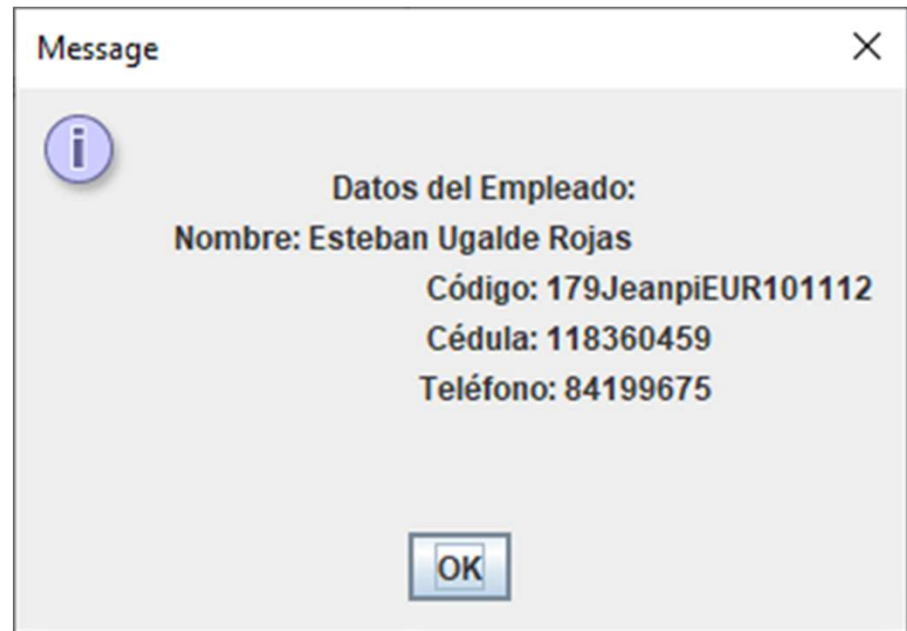 Message
Datos del Empleado:
Nombre: Esteban Ugalde Rojas
Código: 179JeanpiEUR101112
Cédula: 118360459
Teléfono: 84199675
OK